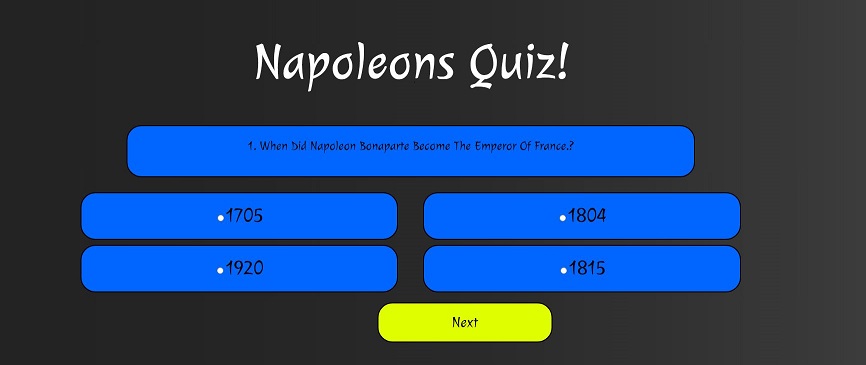 Napoleons Quiz!
1. When Did Napoleon Bonaparte Become The Emperor Of France.?
1705
1804
1920
1815
Next